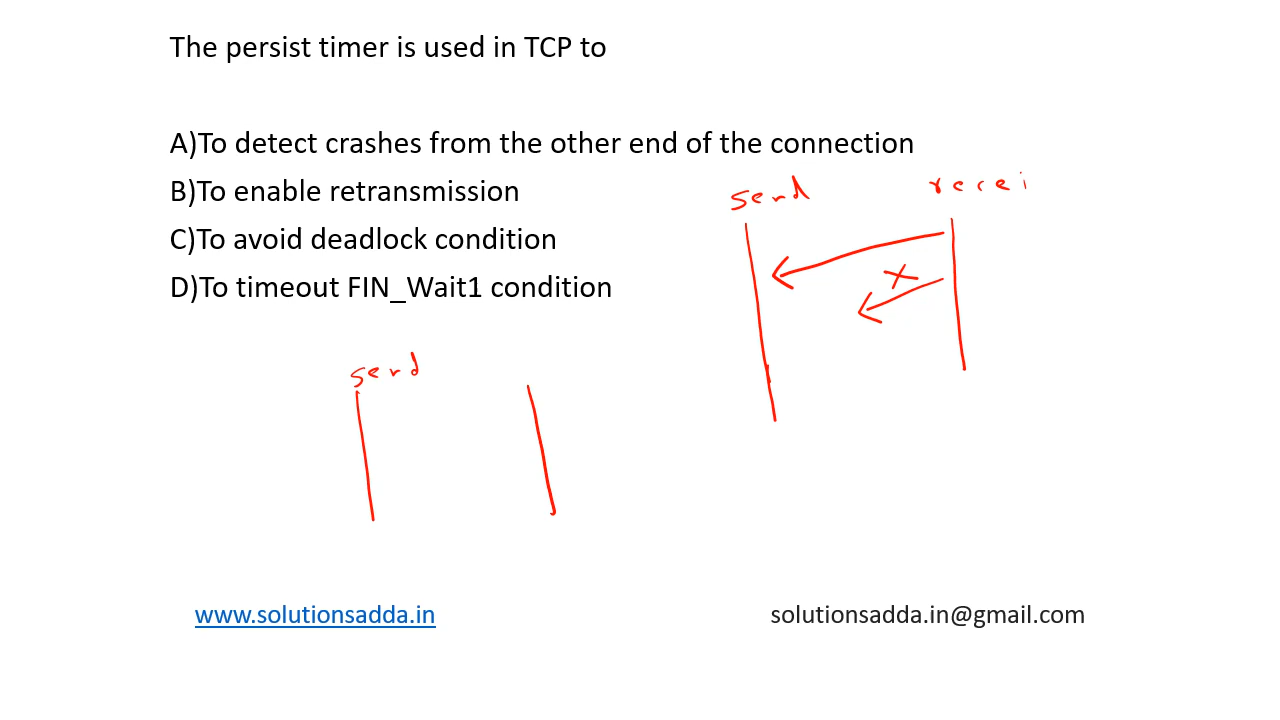 The persist timer is used in TCP to
A)To detect crashes from the other end of the connection
B)To enable retransmission
C)To avoid deadlock condition
D)To timeout FIN_Wait1 condition
send recei
send
www.solutionsadda.in solutionsadda.in@gmail.com